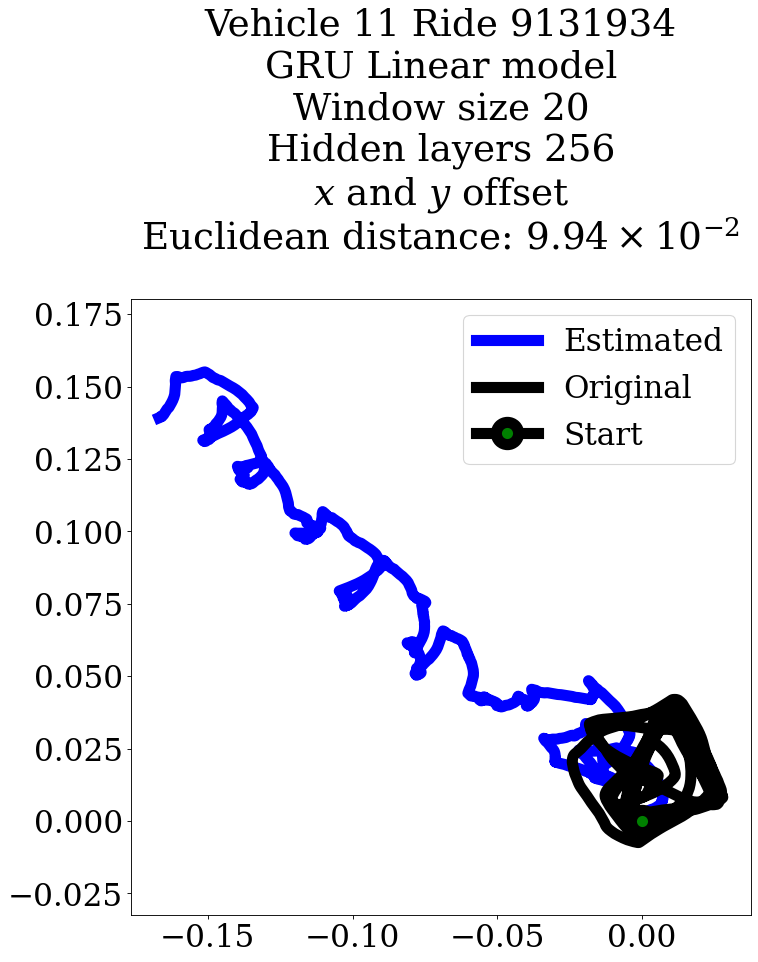 Vehicle 11 Ride 9131934
GRU Linear model
Window size 20
Hidden layers 256
x and y offset
Euclidean distance: 9.94 × 10⁻²
Estimated
Original
Start
0.175
0.150
0.125
0.100
0.075
0.050
0.025
0.000
−0.025
−0.15 −0.10 −0.05 0.00